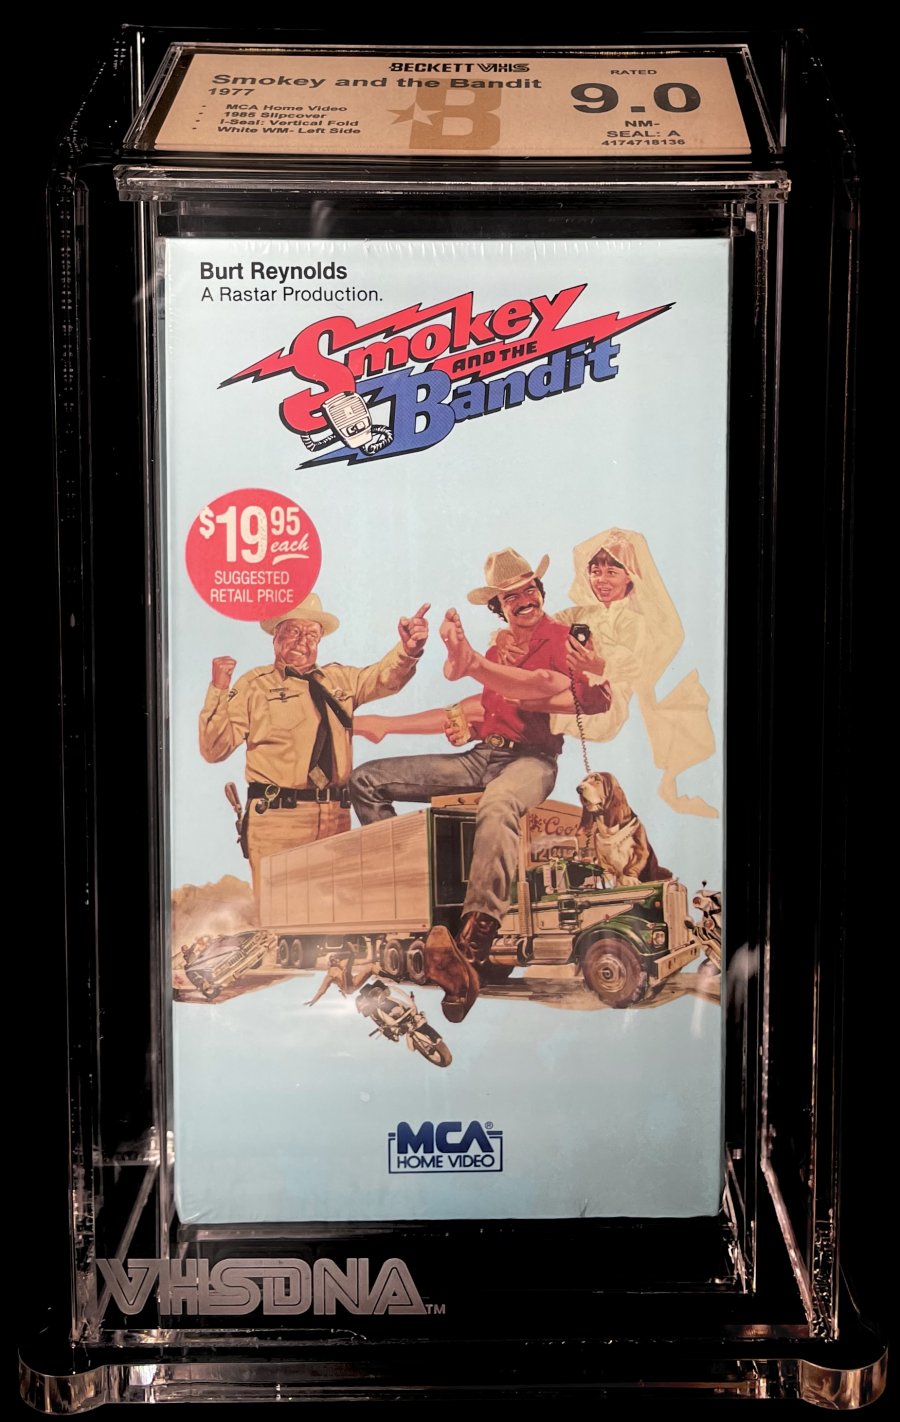 BECKETT VHS
Smokey and the Bandit
1977
MCA Home Video
1985 Slipcover
I-Seal: Vertical Fold
White WM- Left Side
B
RATED
9.0
NM-
SEAL: A
4174718136
Burt Reynolds
A Rastar Production.
Smokey
AND THE
Bandit
$19 95
each
SUGGESTED
RETAIL PRICE
MCA®
HOME VIDEO
VHSDNA™